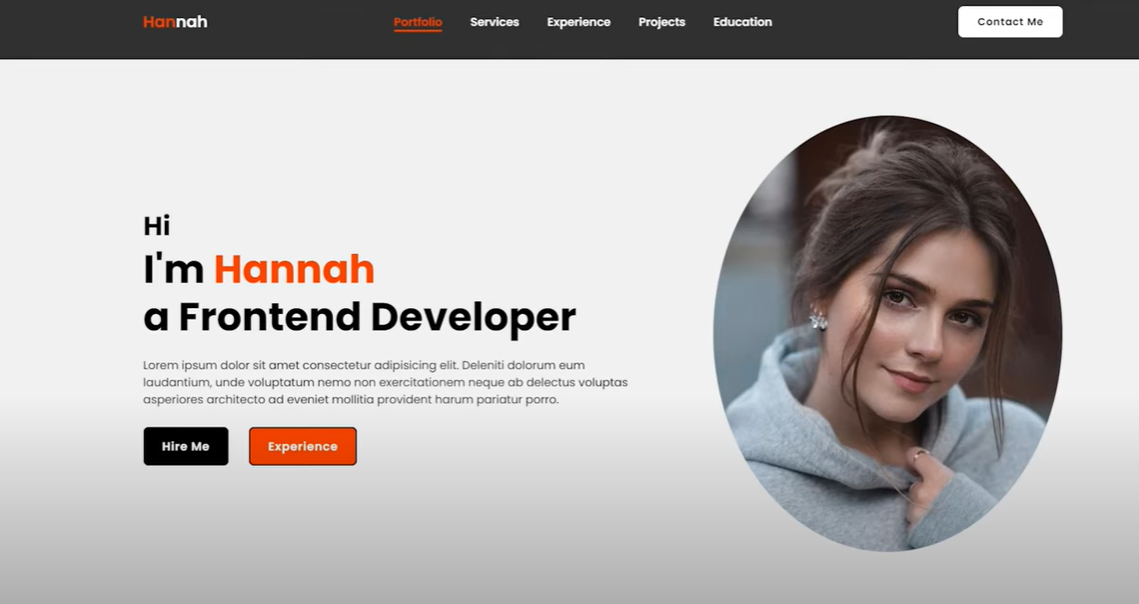 Hannah
Portfolio Services Experience Projects Education
Contact Me
Hi
I'm Hannah
a Frontend Developer
Lorem ipsum dolor sit amet consectetur adipisicing elit. Deleniti dolorum eum
laudantium, unde voluptatum nemo non exercitationem neque ab delectus voluptas
asperiores architecto ad eveniet mollitia provident harum pariatur porro.
Hire Me
Experience